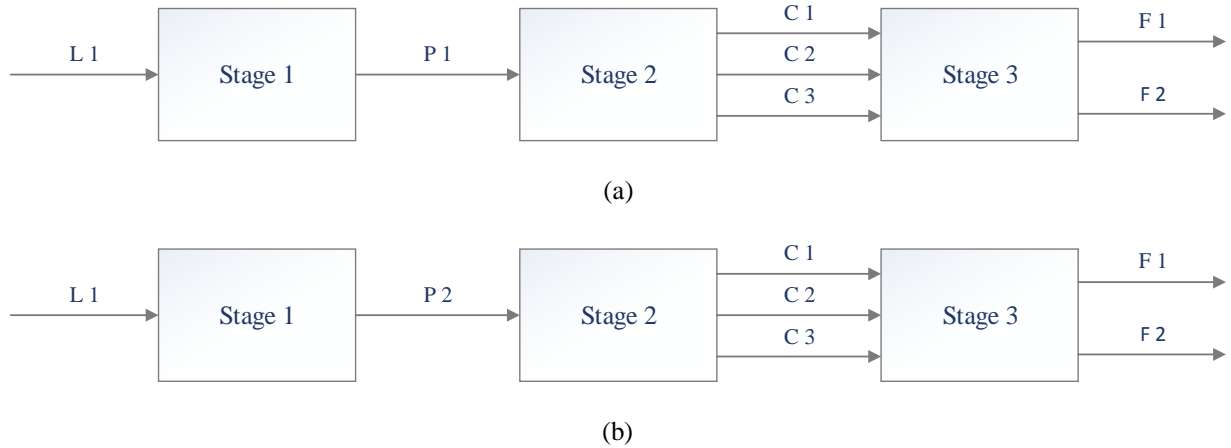 C 1
F 1
L 1
Stage 1
P 1
Stage 2
C 2
Stage 3
C 3
F 2
(a)
C 1
F 1
L 1
Stage 1
P 2
Stage 2
C 2
Stage 3
C 3
F 2
(b)